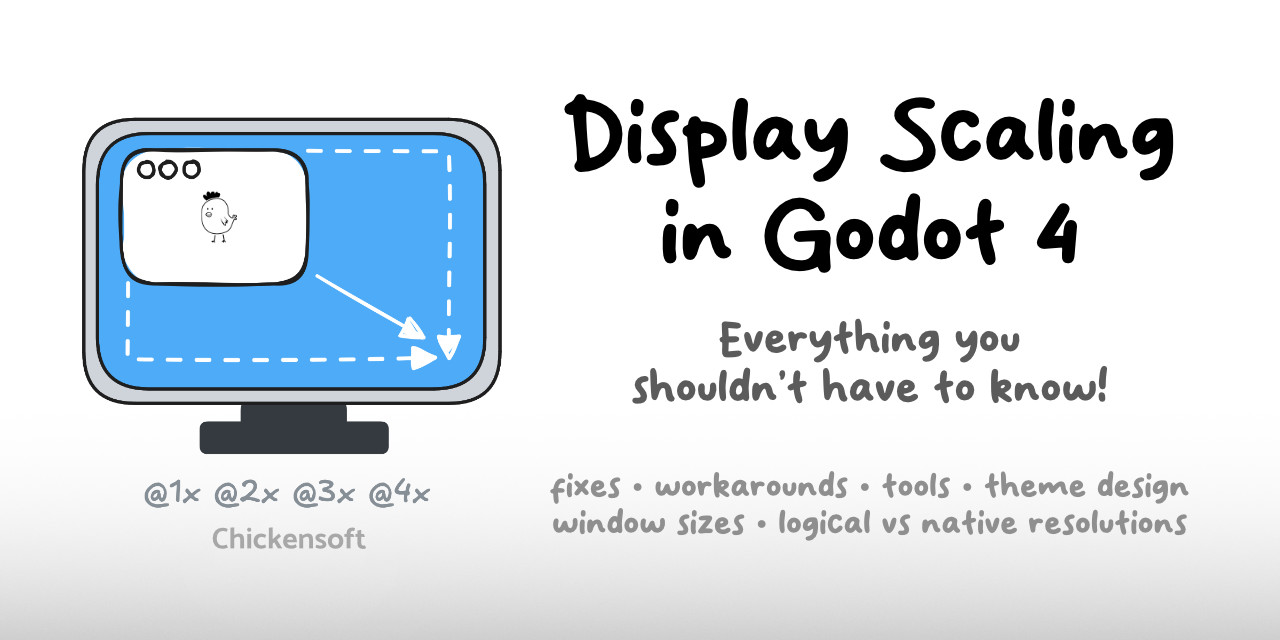 Display Scaling
in Godot 4
Everything you
shouldn't have to know!
@1x @2x @3x @4x
Chickensoft
fixes • workarounds • tools • theme design
window sizes • logical vs native resolutions